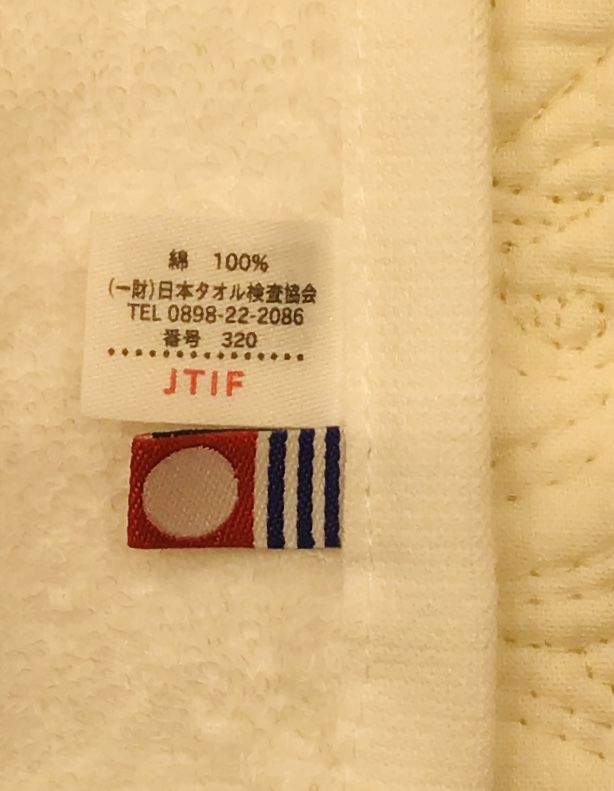 綿　100%
(一財)日本タオル検査協会
TEL 0898-22-2086
番号　320
JTIF